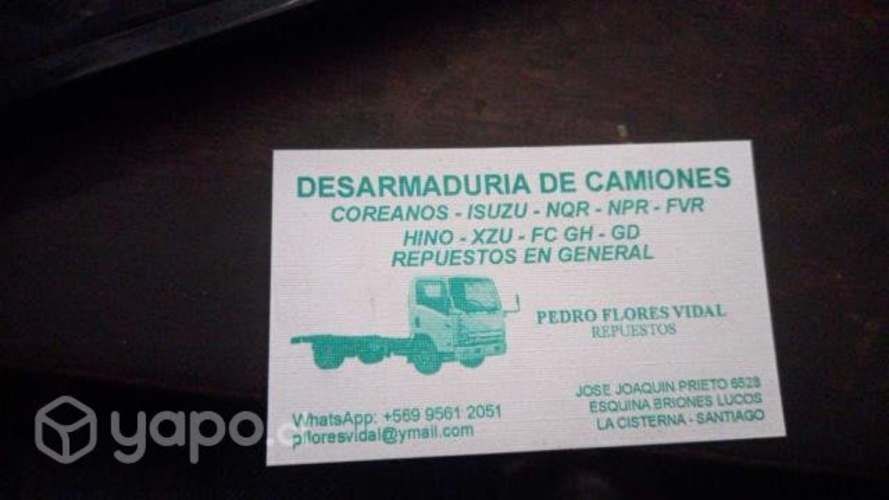 DESARMADURIA DE CAMIONES
COREANOS - ISUZU - NQR - NPR - FVR
HINO - XZU - FC GH - GD
REPUESTOS EN GENERAL
PEDRO FLORES VIDAL
REPUESTOS
JOSE JOAQUIN PRIETO 6528
ESQUINA BRIONES LUCOS
LA CISTERNA - SANTIAGO
WhatsApp: +569 9561 2051
p.floresvidal@ymail.com
yapo.c